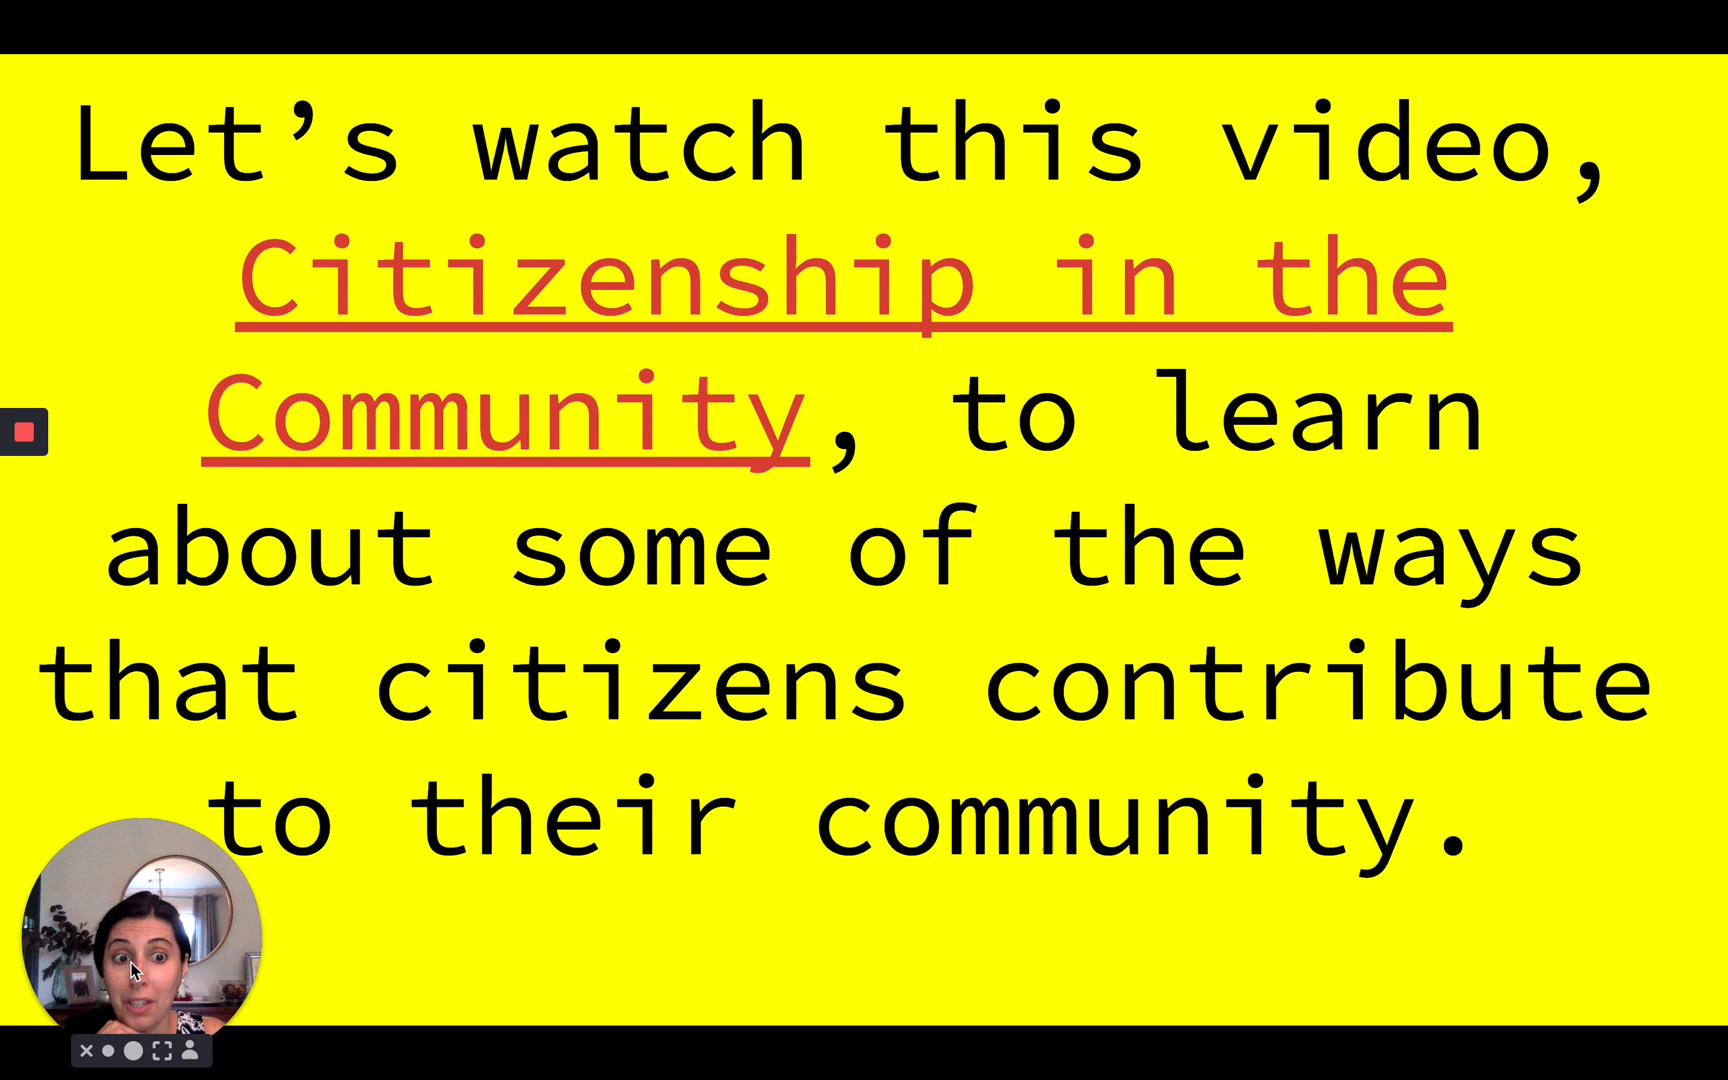 Let’s watch this video,
Citizenship in the
Community, to learn
about some of the ways
that citizens contribute
to their community.